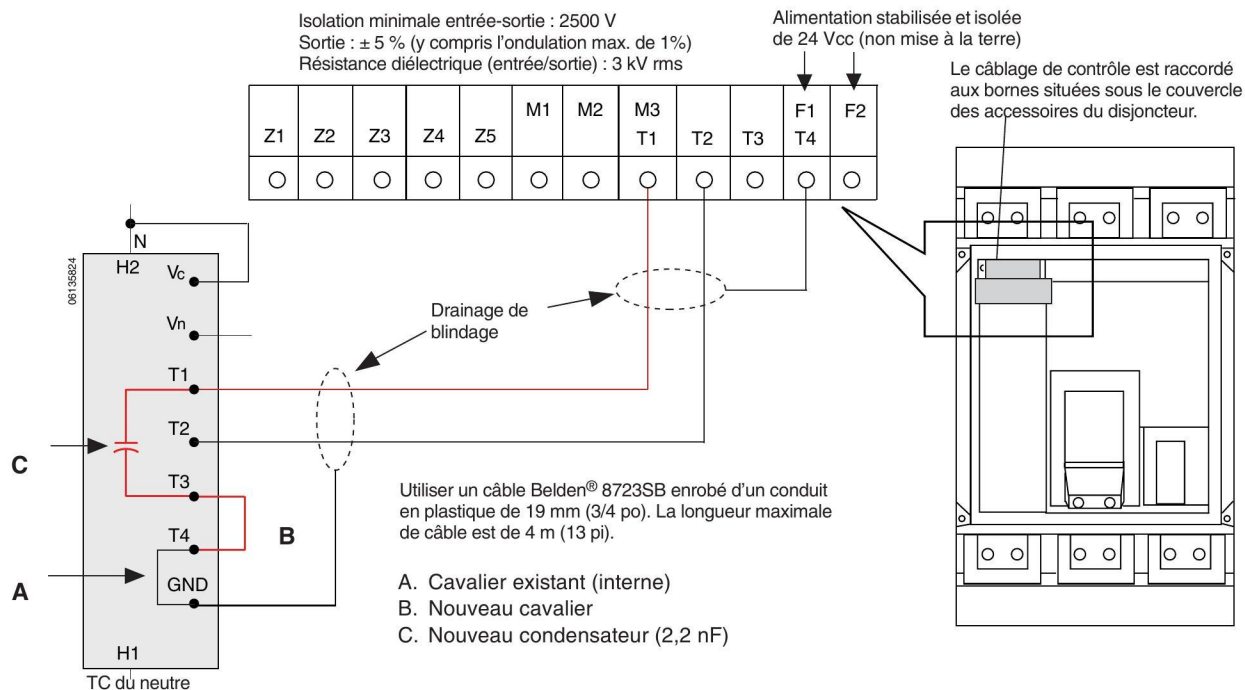 Isolation minimale entrée-sortie : 2500 V
Sortie : ± 5 % (y compris l'ondulation max. de 1%)
Résistance diélectrique (entrée/sortie) : 3 kV rms
Alimentation stabilisée et isolée
de 24 Vcc (non mise à la terre)
Le câblage de contrôle est raccordé
aux bornes situées sous le couvercle
des accessoires du disjoncteur.
M1 M2 M3 F1 F2
Z1 Z2 Z3 Z4 Z5 T1 T2 T3 T4
N
H2
06135824
Vc
Vn
T1
T2
T3
T4
GND
H1
TC du neutre
C
B
A
Drainage de
blindage
Utiliser un câble Belden® 8723SB enrobé d'un conduit
en plastique de 19 mm (3/4 po). La longueur maximale
de câble est de 4 m (13 pi).
A. Cavalier existant (interne)
B. Nouveau cavalier
C. Nouveau condensateur (2,2 nF)